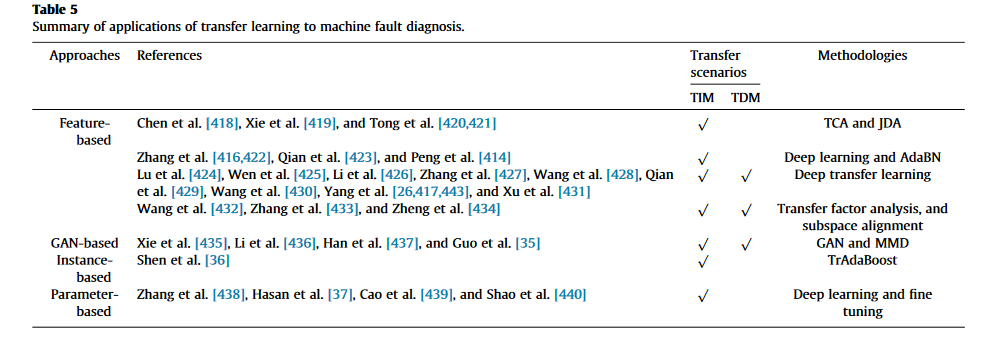 Table 5
Summary of applications of transfer learning to machine fault diagnosis.
Approaches References Transfer scenarios Methodologies
TIM TDM
Feature-based Chen et al. [418], Xie et al. [419], and Tong et al. [420,421] √ TCA and JDA
Zhang et al. [416,422], Qian et al. [423], and Peng et al. [414] √ Deep learning and AdaBN
Lu et al. [424], Wen et al. [425], Li et al. [426], Zhang et al. [427], Wang et al. [428], Qian √ √ Deep transfer learning
et al. [429], Wang et al. [430], Yang et al. [26,417,443], and Xu et al. [431]
Wang et al. [432], Zhang et al. [433], and Zheng et al. [434] √ √ Transfer factor analysis, and
subspace alignment
GAN-based Xie et al. [435], Li et al. [436], Han et al. [437], and Guo et al. [35] √ √ GAN and MMD
Instance-based Shen et al. [36] √ TrAdaBoost
Parameter-based Zhang et al. [438], Hasan et al. [37], Cao et al. [439], and Shao et al. [440] √ Deep learning and fine
tuning